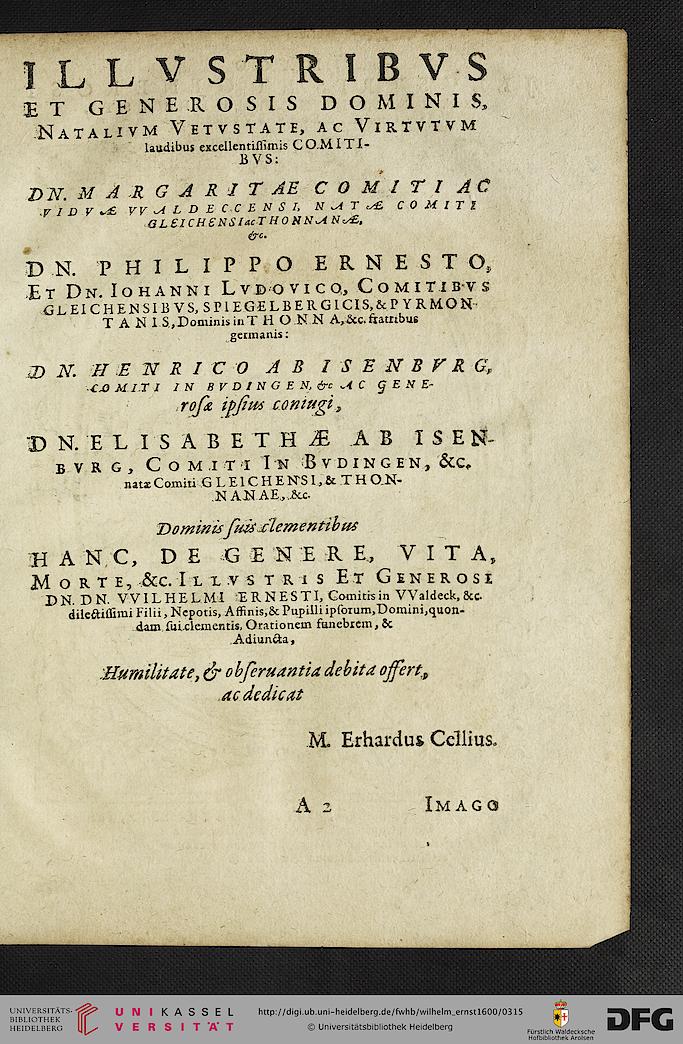 ILLVSTRIBVS
ET GENEROSIS DOMINIS,
NATALIVM VETVSTATE, AC VIRTVTVM
laudibus excellentiſſimis COMITI-
BVS:
DN. MARGARITÆ COMITI AC
VIDVÆ VVALDECCENSI, NATÆ COMITI
GLEICHENSI ac THONNANÆ,
&c.
DN. PHILIPPO ERNESTO,
ET DN. IOHANNI LVDOVICO, COMITIBVS
GLEICHENSIBVS, SPIEGELBERGICIS, & PYRMON-
TANIS, Dominis in THONNA, &c. fratribus
germanis:
DN. HENRICO AB ISENBVRG,
COMITI IN BVDINGEN, &c AC GENE-
roſæ ipſius coniugi,
DN. ELISABETHÆ AB ISEN-
BVRG, COMITI IN BVDINGEN, &c.
natæ Comiti GLEICHENSI, & THON-
NANAE, &c.
Dominis ſuis clementibus
HANC, DE GENERE, VITA,
MORTE, &c. ILLVSTRIS ET GENEROSI
DN. DN. VVILHELMI ERNESTI, Comitis in VValdeck, &c.
dilectiſſimi Filii, Nepotis, Affinis, & Pupilli ipſorum, Domini, quon-
dam ſui clementis, Orationem funebrem, &
Adiuncta,
Humilitate, & obſeruantia debita offert,
ac dedicat
M. Erhardus Cellius.
A 2 IMAGO
UNIVERSITÄTS-
BIBLIOTHEK
HEIDELBERG
UNIKASSEL
VERSITÄT
http://digi.ub.uni-heidelberg.de/fwhb/wilhelm_ernst1600/0315
© Universitätsbibliothek Heidelberg
Fürstlich Waldecksche
Hofbibliothek Arolsen
DFG